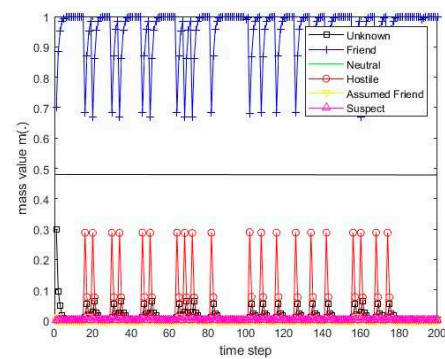 1
0.9
0.8
0.7
0.6
0.5
0.4
0.3
0.2
0.1
0
mass value m(.)
Unknown
Friend
Neutral
Hostile
Assumed Friend
Suspect
0 20 40 60 80 100 120 140 160 180 200
time step